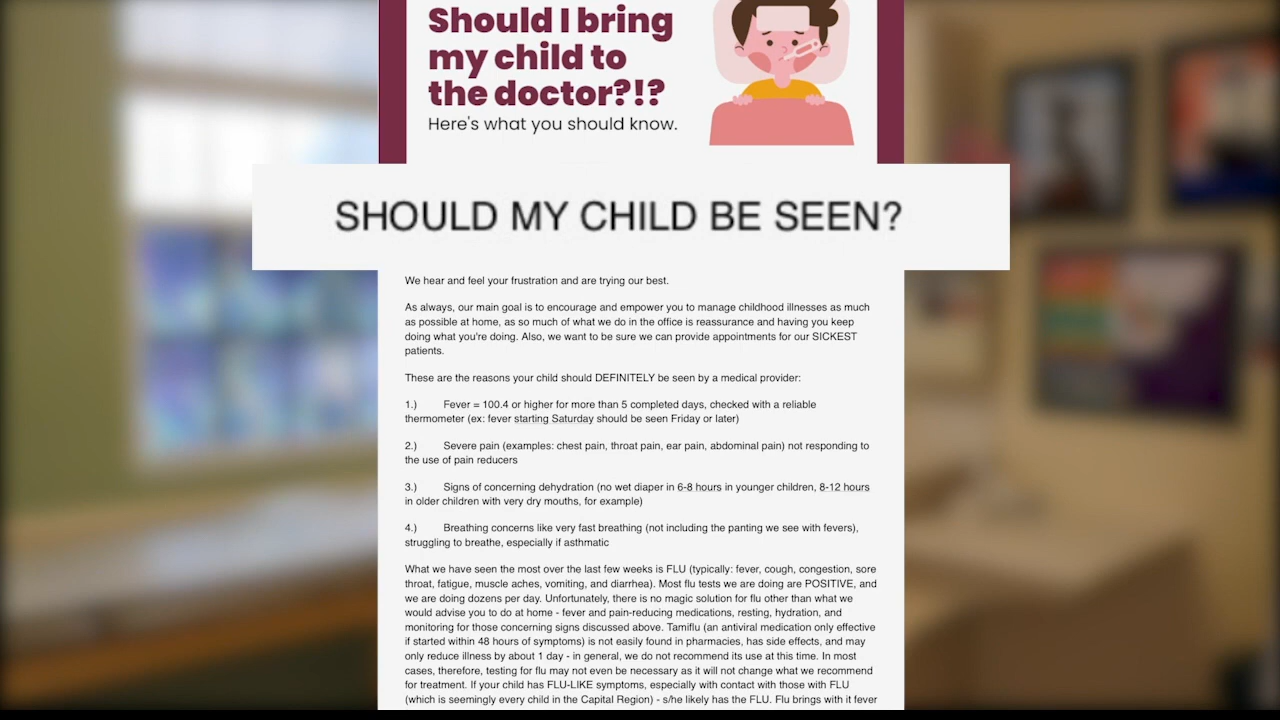 Should I bring
my child to
the doctor?!?
Here's what you should know.
SHOULD MY CHILD BE SEEN?
We hear and feel your frustration and are trying our best.
As always, our main goal is to encourage and empower you to manage childhood illnesses as much
as possible at home, as so much of what we do in the office is reassurance and having you keep
doing what you're doing. Also, we want to be sure we can provide appointments for our SICKEST
patients.
These are the reasons your child should DEFINITELY be seen by a medical provider:
1.) Fever = 100.4 or higher for more than 5 completed days, checked with a reliable
thermometer (ex: fever starting Saturday should be seen Friday or later)
2.) Severe pain (examples: chest pain, throat pain, ear pain, abdominal pain) not responding to
the use of pain reducers
3.) Signs of concerning dehydration (no wet diaper in 6-8 hours in younger children, 8-12 hours
in older children with very dry mouths, for example)
4.) Breathing concerns like very fast breathing (not including the panting we see with fevers),
struggling to breathe, especially if asthmatic
What we have seen the most over the last few weeks is FLU (typically: fever, cough, congestion, sore
throat, fatigue, muscle aches, vomiting, and diarrhea). Most flu tests we are doing are POSITIVE, and
we are doing dozens per day. Unfortunately, there is no magic solution for flu other than what we
would advise you to do at home - fever and pain-reducing medications, resting, hydration, and
monitoring for those concerning signs discussed above. Tamiflu (an antiviral medication only effective
if started within 48 hours of symptoms) is not easily found in pharmacies, has side effects, and may
only reduce illness by about 1 day - in general, we do not recommend its use at this time. In most
cases, therefore, testing for flu may not even be necessary as it will not change what we recommend
for treatment. If your child has FLU-LIKE symptoms, especially with contact with those with FLU
(which is seemingly every child in the Capital Region) - s/he likely has the FLU. Flu brings with it fever